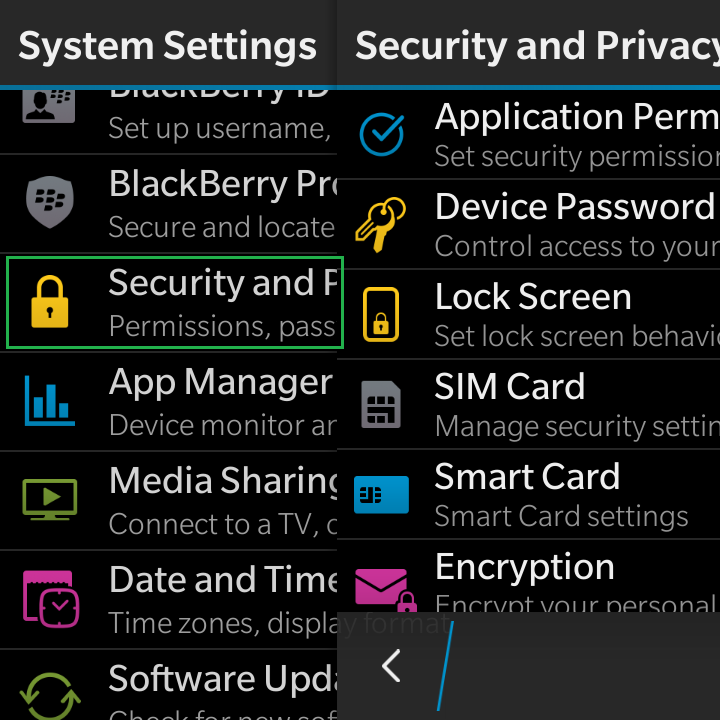 System Settings
BlackBerry ID
Set up username,
BlackBerry Pro
Secure and locate
Security and P
Permissions, pass
App Manager
Device monitor an
Media Sharing
Connect to a TV, c
Date and Time
Time zones, display format
Software Upda
Check for new sof
Security and Privacy
Application Perm
Set security permission
Device Password
Control access to your
Lock Screen
Set lock screen behavio
SIM Card
Manage security settin
Smart Card
Smart Card settings
Encryption
Encrypt your personal